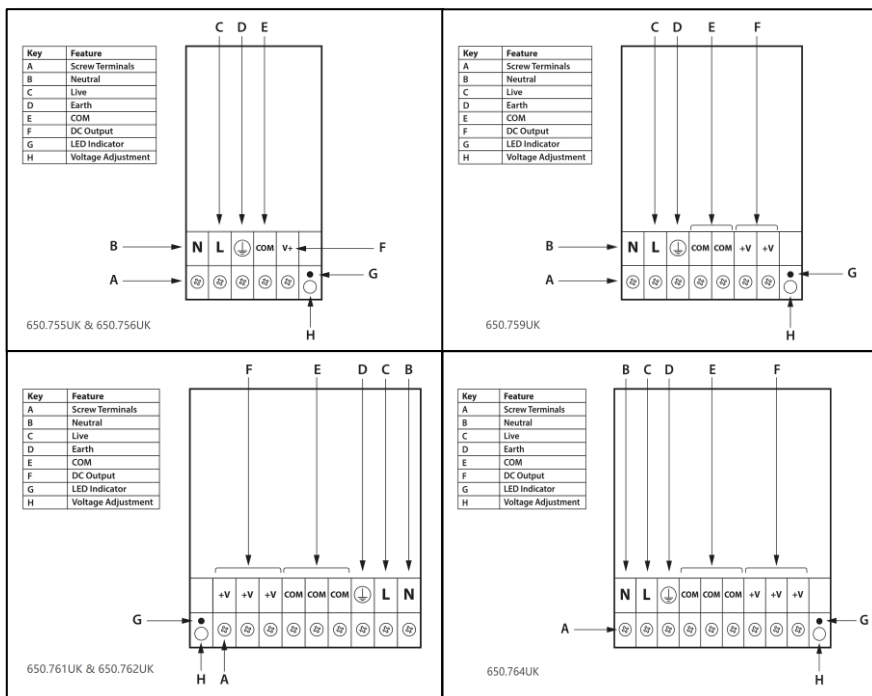 C D E
Key Feature
A Screw Terminals
B Neutral
C Live
D Earth
E COM
F DC Output
G LED Indicator
H Voltage Adjustment
B N L COM V+ F
A G
H
650.755UK & 650.756UK
C D E F
Key Feature
A Screw Terminals
B Neutral
C Live
D Earth
E COM
F DC Output
G LED Indicator
H Voltage Adjustment
B N L COM COM +V +V
A G
H
650.759UK
F E D C B
Key Feature
A Screw Terminals
B Neutral
C Live
D Earth
E COM
F DC Output
G LED Indicator
H Voltage Adjustment
+V +V +V COM COM COM L N
G
650.761UK & 650.762UK
H A
B C D E F
Key Feature
A Screw Terminals
B Neutral
C Live
D Earth
E COM
F DC Output
G LED Indicator
H Voltage Adjustment
N L COM COM COM +V +V +V
A G
650.764UK
H